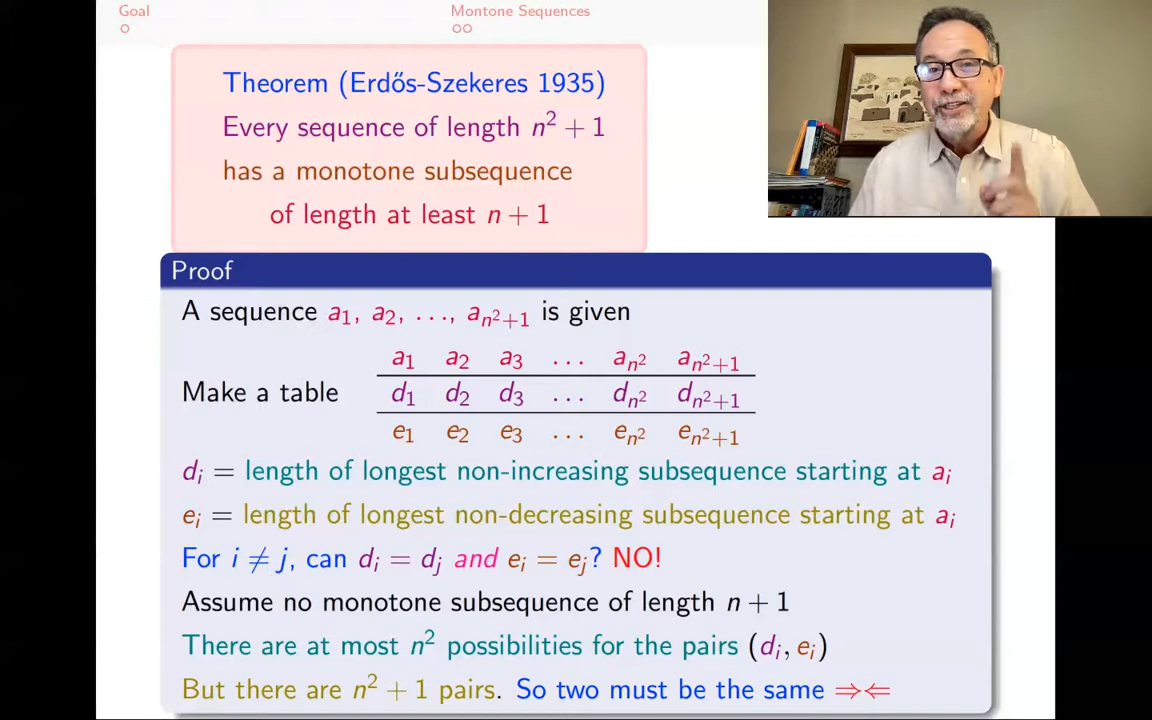 Goal
Montone Sequences
Theorem (Erdős-Szekeres 1935)
Every sequence of length n² + 1
has a monotone subsequence
of length at least n + 1
Proof
A sequence a₁, a₂, ..., aₙ²₊₁ is given
a₁ a₂ a₃ ... aₙ² aₙ²₊₁
Make a table d₁ d₂ d₃ ... dₙ² dₙ²₊₁
e₁ e₂ e₃ ... eₙ² eₙ²₊₁
dᵢ = length of longest non-increasing subsequence starting at aᵢ
eᵢ = length of longest non-decreasing subsequence starting at aᵢ
For i ≠ j, can dᵢ = dⱼ and eᵢ = eⱼ? NO!
Assume no monotone subsequence of length n + 1
There are at most n² possibilities for the pairs (dᵢ, eᵢ)
But there are n² + 1 pairs. So two must be the same ⇒⇐